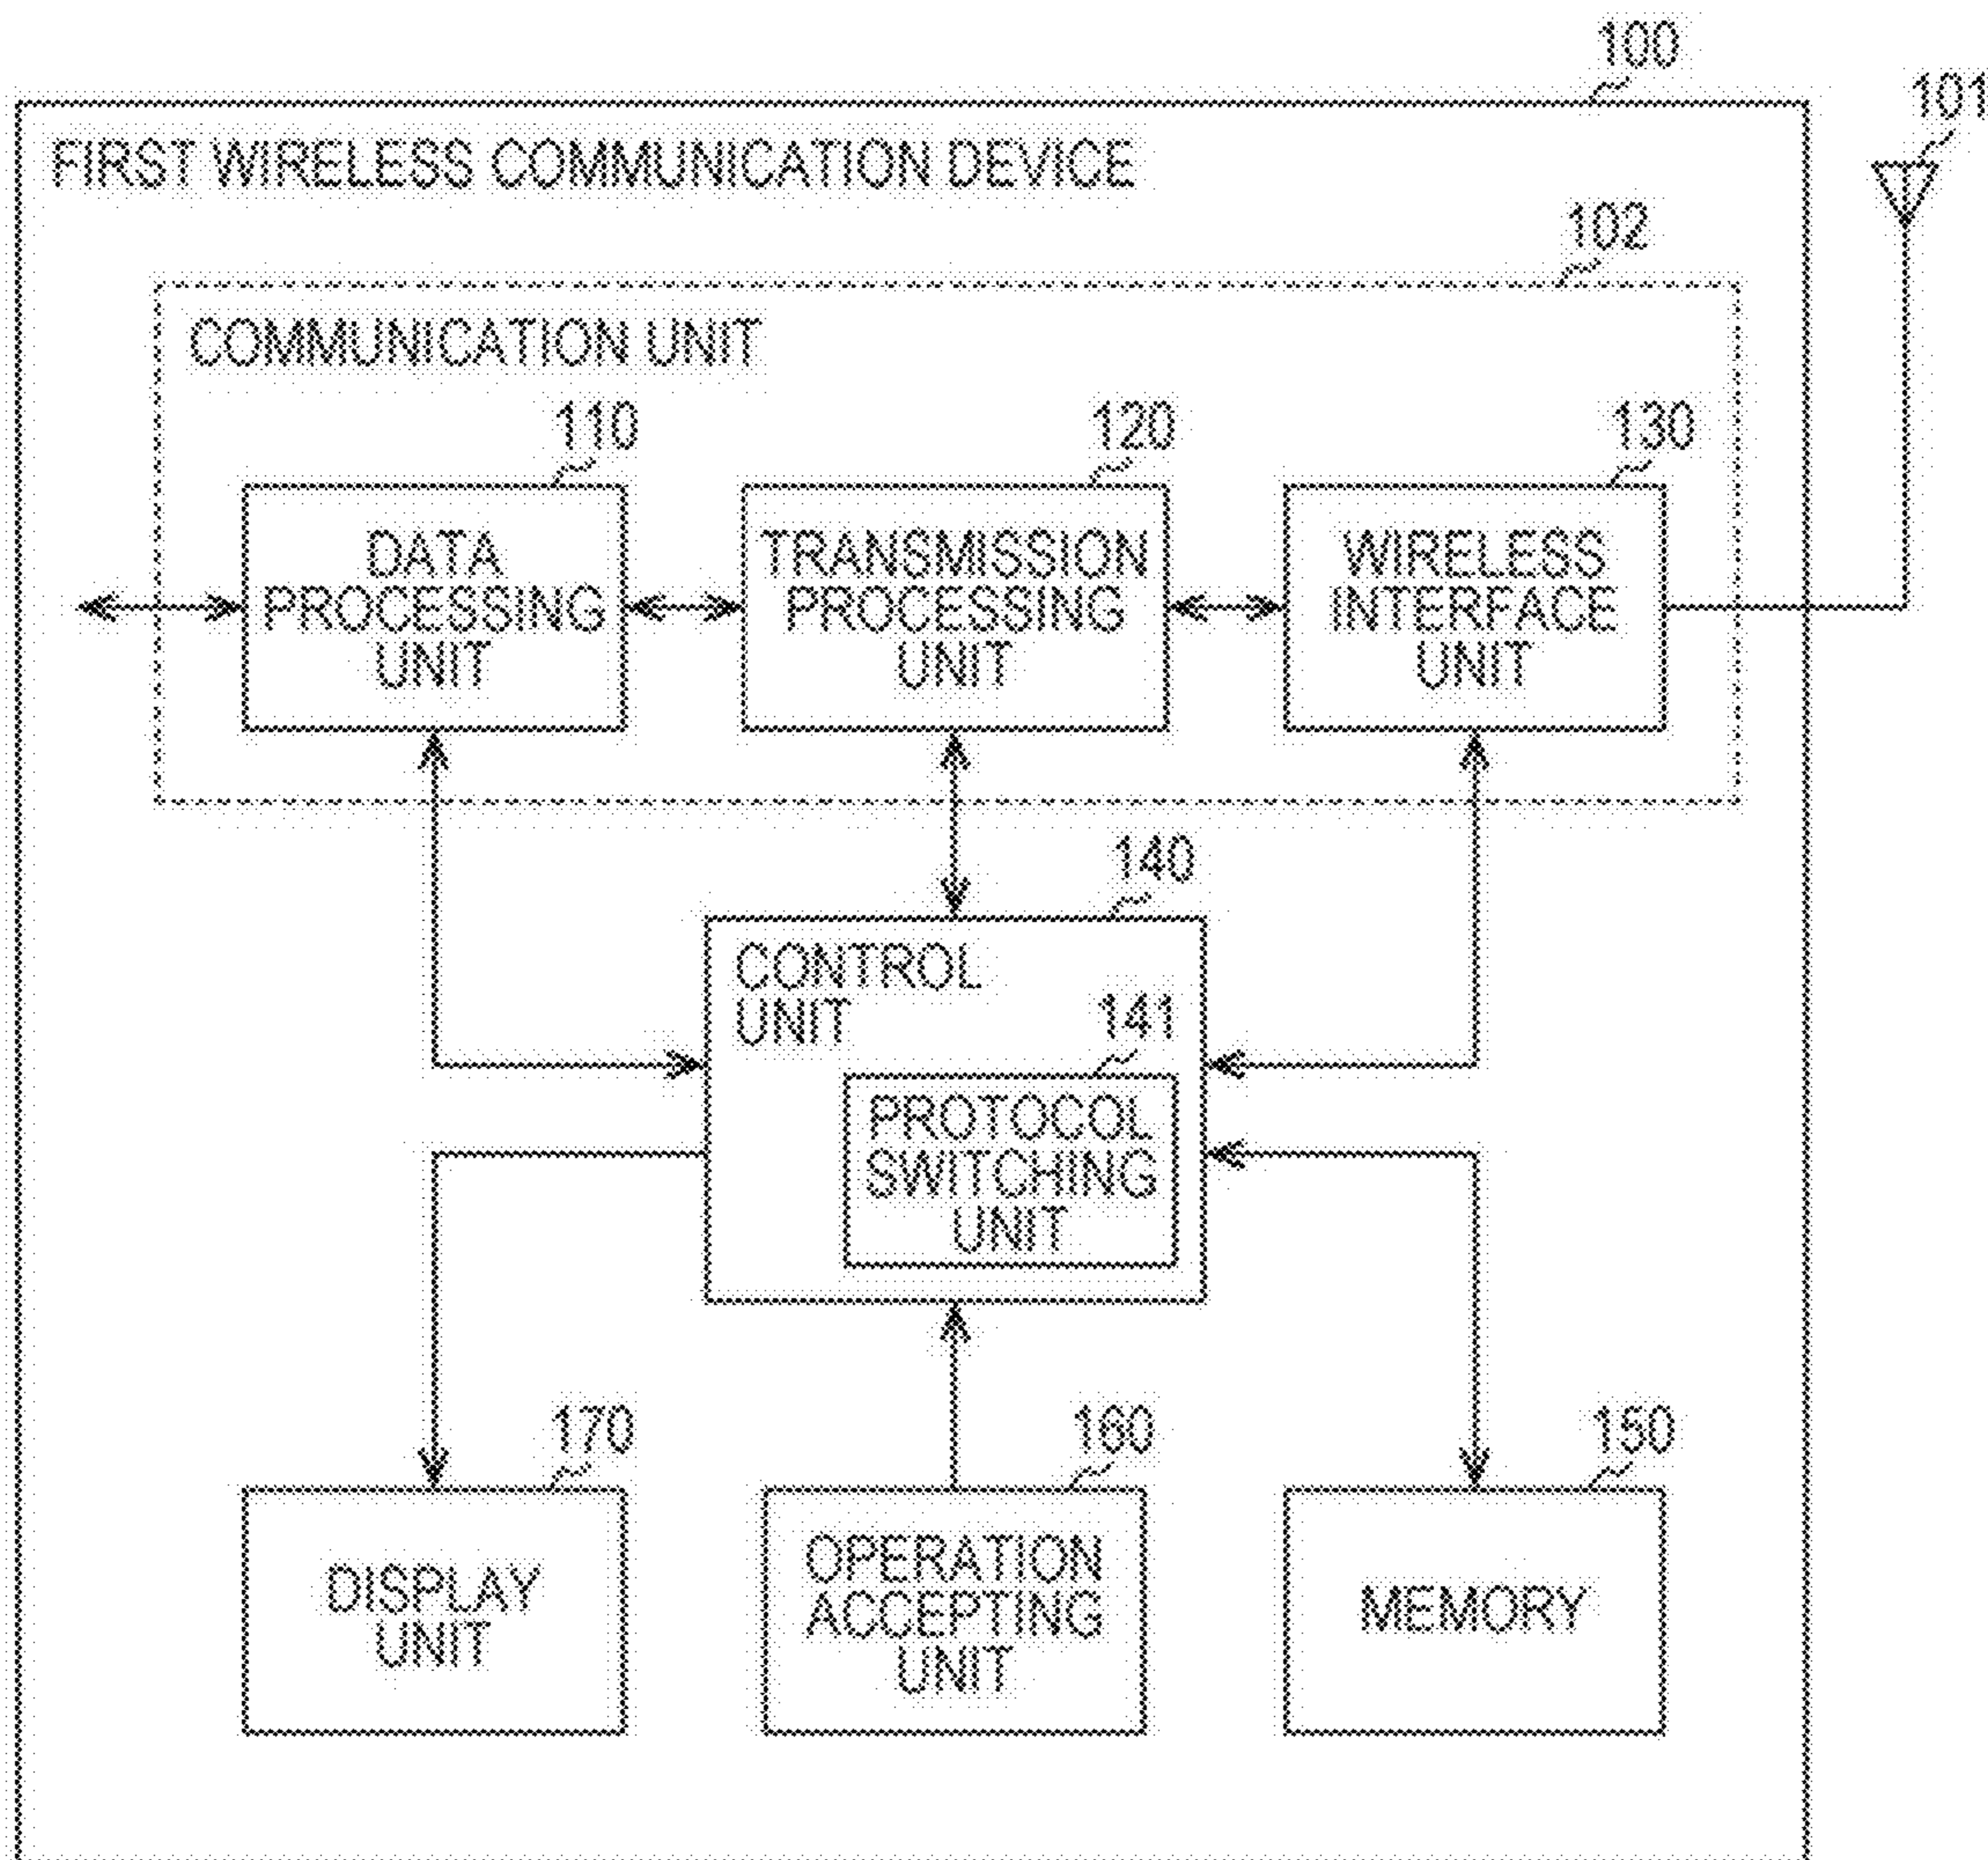 100
101
FIRST WIRELESS COMMUNICATION DEVICE
102
COMMUNICATION UNIT
110
120
130
DATA
PROCESSING
UNIT
TRANSMISSION
PROCESSING
UNIT
WIRELESS
INTERFACE
UNIT
140
CONTROL
UNIT
141
PROTOCOL
SWITCHING
UNIT
170
160
150
DISPLAY
UNIT
OPERATION
ACCEPTING
UNIT
MEMORY